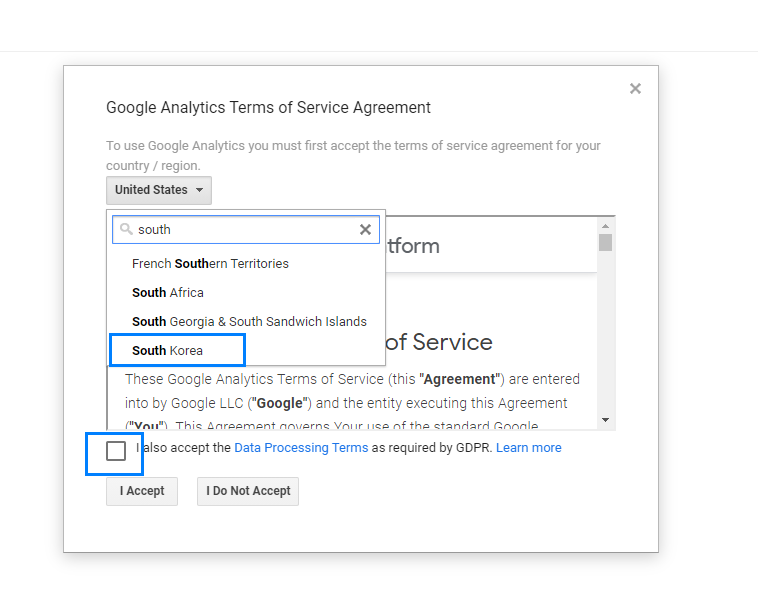 Google Analytics Terms of Service Agreement
To use Google Analytics you must first accept the terms of service agreement for your
country / region.
United States
south
French Southern Territories
South Africa
South Georgia & South Sandwich Islands
South Korea
tform
of Service
These Google Analytics Terms of Service (this "Agreement") are entered
into by Google LLC ("Google") and the entity executing this Agreement
("You"). This Agreement governs Your use of the standard Google
I also accept the Data Processing Terms as required by GDPR. Learn more
I Accept
I Do Not Accept